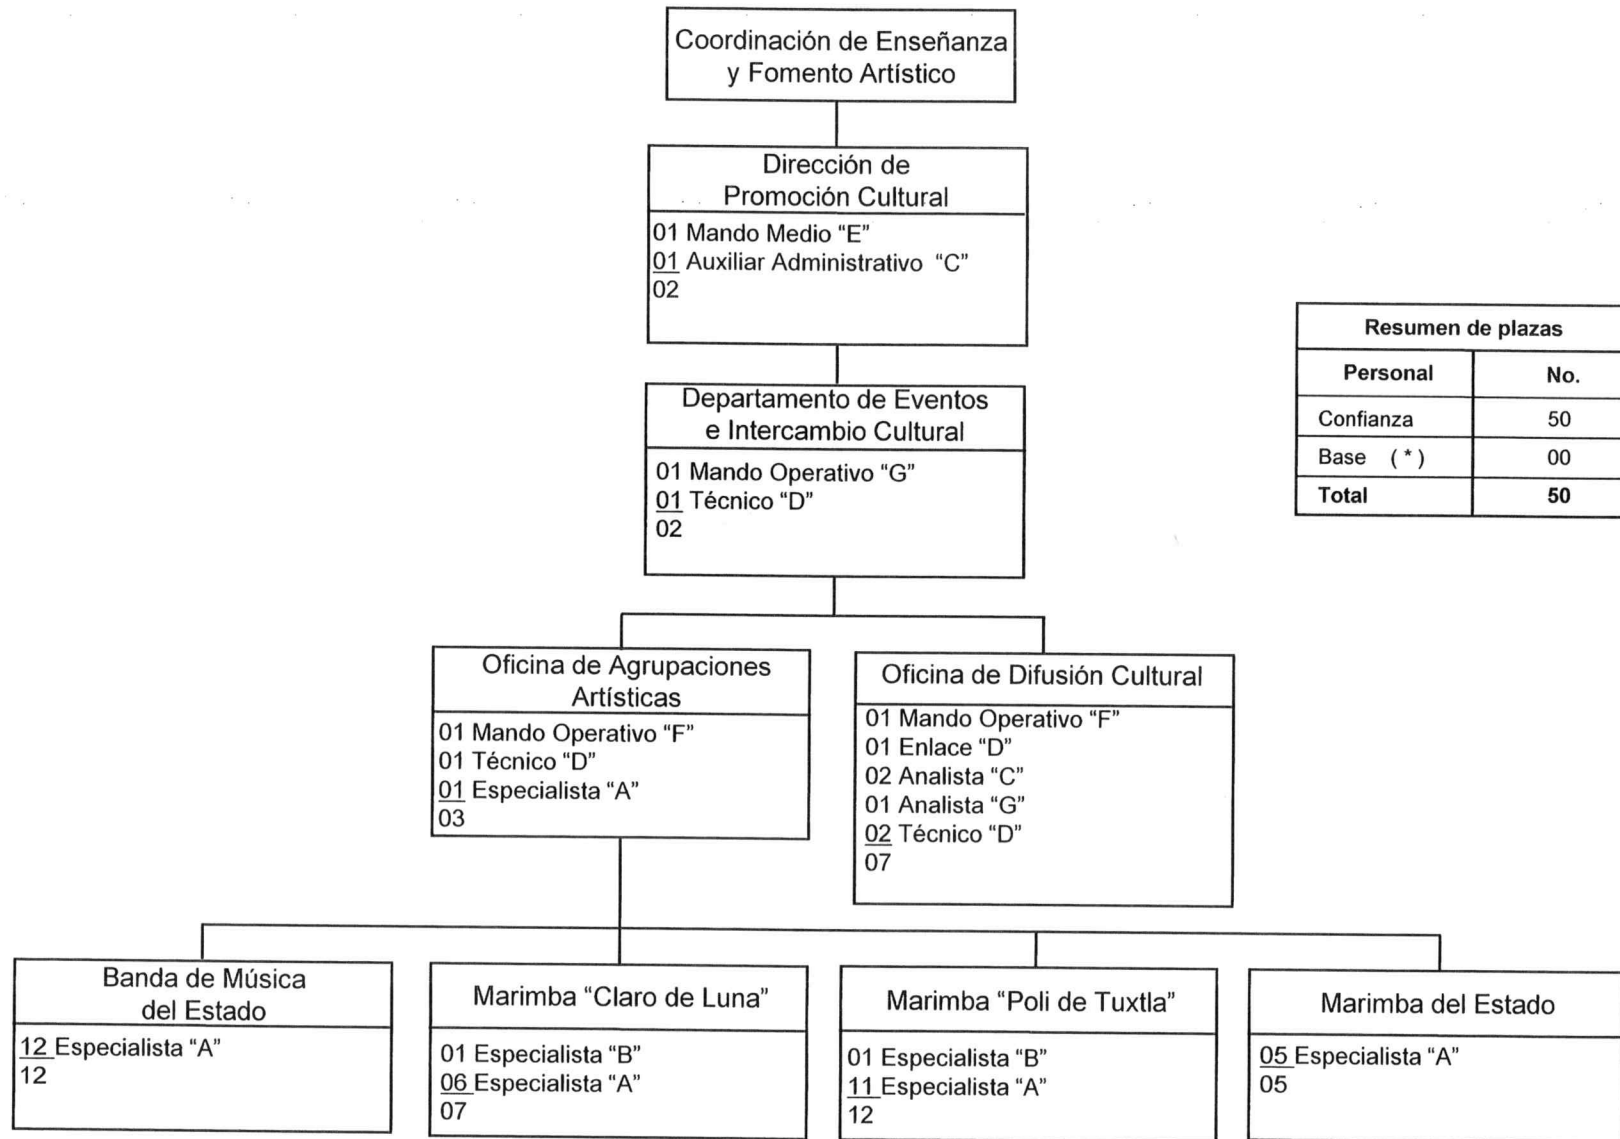 Coordinación de Enseñanza
y Fomento Artístico
Dirección de
Promoción Cultural
01 Mando Medio “E”
01 Auxiliar Administrativo “C”
02
Resumen de plazas
Personal No.
Confianza 50
Base ( * ) 00
Total 50
Departamento de Eventos
e Intercambio Cultural
01 Mando Operativo “G”
01 Técnico “D”
02
Oficina de Agrupaciones
Artísticas
01 Mando Operativo “F”
01 Técnico “D”
01 Especialista “A”
03
Oficina de Difusión Cultural
01 Mando Operativo “F”
01 Enlace “D”
02 Analista “C”
01 Analista “G”
02 Técnico “D”
07
Banda de Música
del Estado
12 Especialista “A”
12
Marimba “Claro de Luna”
01 Especialista “B”
06 Especialista “A”
07
Marimba “Poli de Tuxtla”
01 Especialista “B”
11 Especialista “A”
12
Marimba del Estado
05 Especialista “A”
05